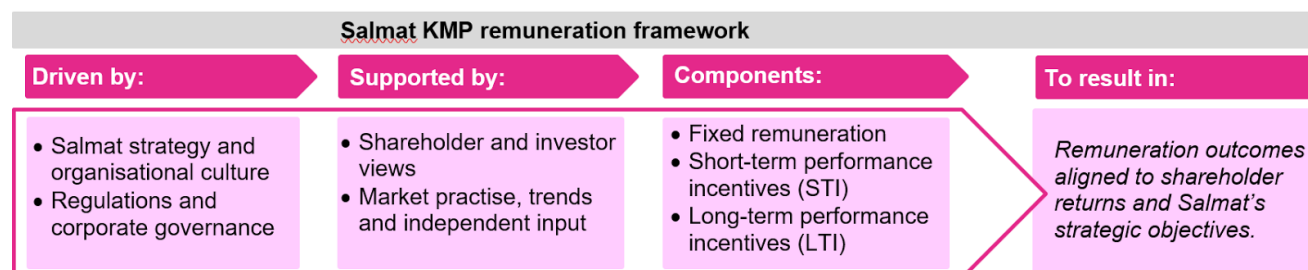 Salmat KMP remuneration framework
Driven by:
Supported by:
Components:
To result in:
• Salmat strategy and
organisational culture
• Regulations and
corporate governance
• Shareholder and investor
views
• Market practise, trends
and independent input
• Fixed remuneration
• Short-term performance
incentives (STI)
• Long-term performance
incentives (LTI)
Remuneration outcomes
aligned to shareholder
returns and Salmat's
strategic objectives.